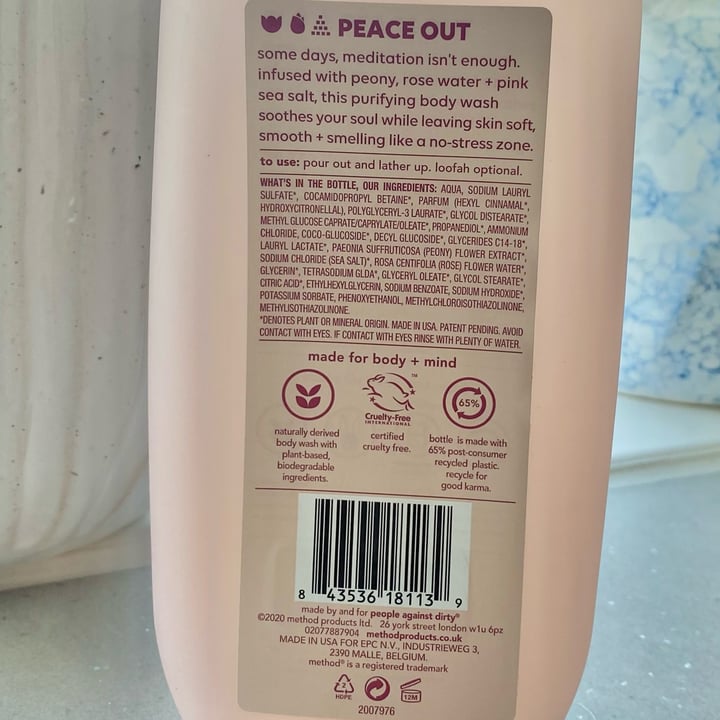 PEACE OUT
some days, meditation isn't enough.
infused with peony, rose water + pink
sea salt, this purifying body wash
soothes your soul while leaving skin soft,
smooth + smelling like a no-stress zone.
to use: pour out and lather up. loofah optional.
WHAT'S IN THE BOTTLE, OUR INGREDIENTS: AQUA, SODIUM LAURYL
SULFATE*, COCAMIDOPROPYL BETAINE*, PARFUM (HEXYL CINNAMAL*,
HYDROXYCITRONELLAL), POLYGLYCERYL-3 LAURATE*, GLYCOL DISTEARATE*,
METHYL GLUCOSE CAPRATE/CAPRYLATE/OLEATE*, PROPANEDIOL*, AMMONIUM
CHLORIDE, COCO-GLUCOSIDE*, DECYL GLUCOSIDE*, GLYCERIDES C14-18*,
LAURYL LACTATE*, PAEONIA SUFFRUTICOSA (PEONY) FLOWER EXTRACT*,
SODIUM CHLORIDE (SEA SALT)*, ROSA CENTIFOLIA (ROSE) FLOWER WATER*,
GLYCERIN*, TETRASODIUM GLDA*, GLYCERYL OLEATE*, GLYCOL STEARATE*,
CITRIC ACID*, ETHYLHEXYLGLYCERIN, SODIUM BENZOATE, SODIUM HYDROXIDE*,
POTASSIUM SORBATE, PHENOXYETHANOL, METHYLCHLOROISOTHIAZOLINONE,
METHYLISOTHIAZOLINONE.
*DENOTES PLANT OR MINERAL ORIGIN. MADE IN USA. PATENT PENDING. AVOID
CONTACT WITH EYES. IF CONTACT WITH EYES RINSE WITH PLENTY OF WATER.
made for body + mind
naturally derived
body wash with
plant-based,
biodegradable
ingredients.
TM
Cruelty-Free
INTERNATIONAL
certified
cruelty free.
65%
bottle is made with
65% post-consumer
recycled plastic.
recycle for
good karma.
8 43536 18113 9
made by and for people against dirty®
©2020 method products ltd. 26 york street london w1u 6pz
02077887904 methodproducts.co.uk
MADE IN USA FOR EPC N.V., INDUSTRIEWEG 3,
2390 MALLE, BELGIUM.
method® is a registered trademark
2
HDPE
12M
2007976